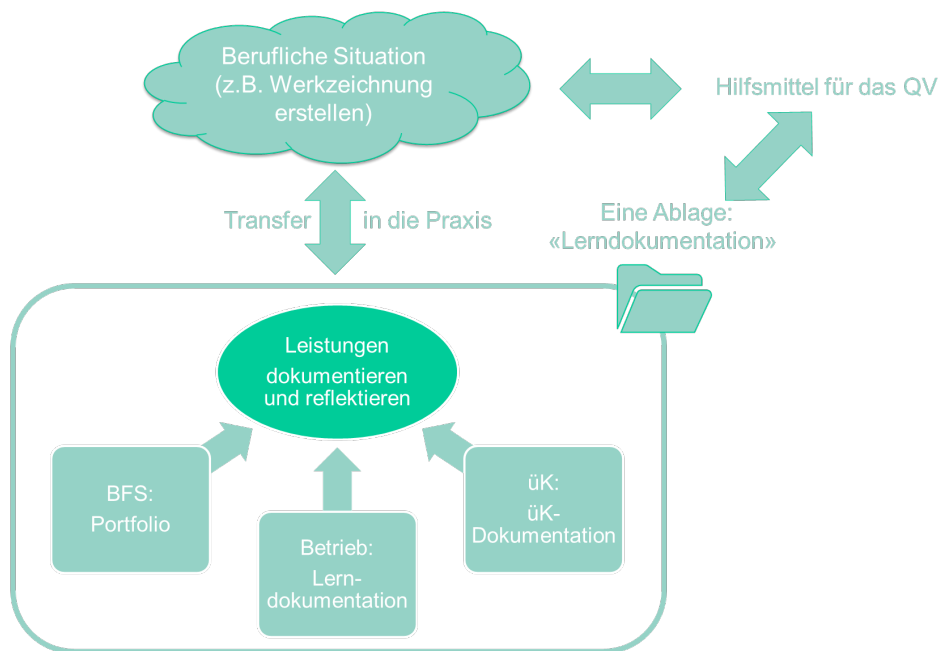 Berufliche Situation
(z.B. Werkzeichnung
erstellen)
Hilfsmittel für das QV
Transfer in die Praxis
Eine Ablage:
«Lerndokumentation»
Leistungen
dokumentieren
und reflektieren
BFS:
Portfolio
Betrieb:
Lern-
dokumentation
üK:
üK-
Dokumentation